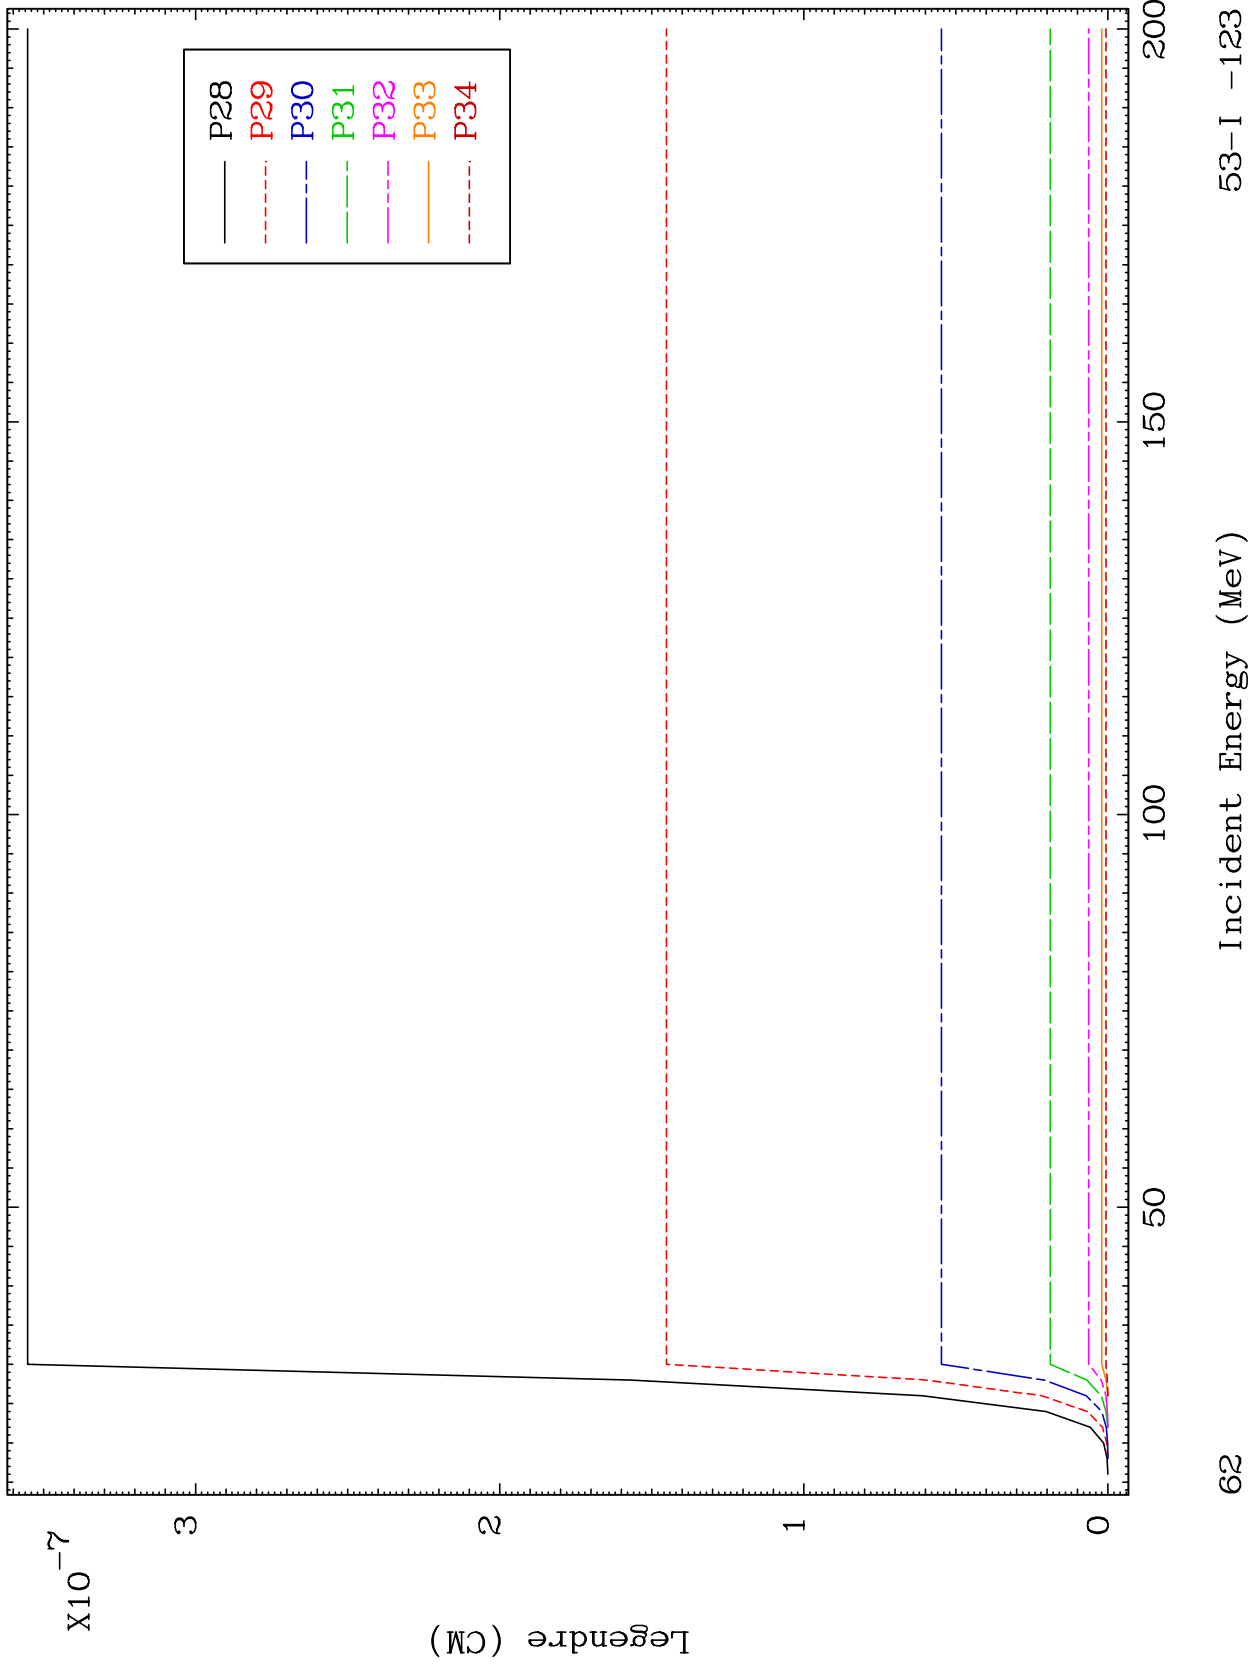 X10-7
3
2
1
0
Legendre (CM)
P28
P29
P30
P31
P32
P33
P34
50
100
150
200
Incident Energy (MeV)
62
53-I -123